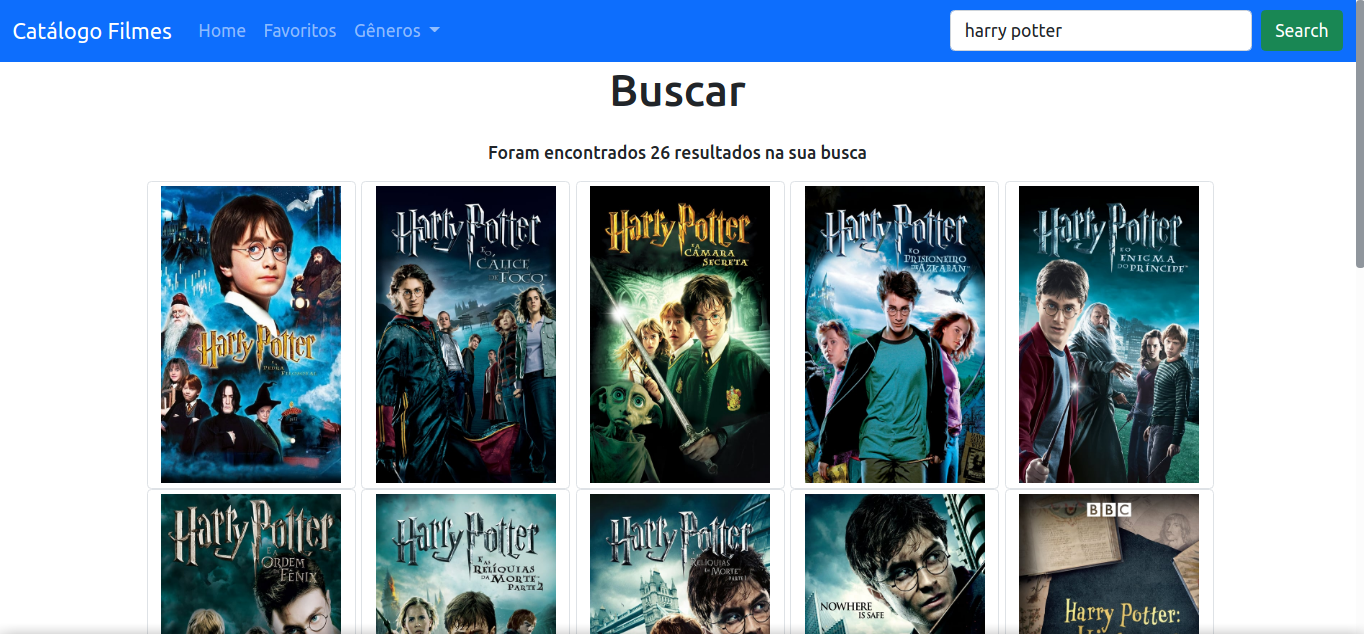 Catálogo Filmes Home Favoritos Gêneros harry potter Search
Buscar
Foram encontrados 26 resultados na sua busca
Harry Potter
E A
PEDRA FILOSOFAL
Harry Potter
E O
CÁLICE
DE FOGO
Harry Potter
E A
CÂMARA
SECRETA
Harry Potter
E O
PRISIONEIRO
DE AZKABAN
Harry Potter
E O
ENIGMA
DO PRÍNCIPE
Harry Potter
E A
ORDEM
DA
FÊNIX
Harry Potter
E AS
RELÍQUIAS
DA MORTE
PARTE 2
Harry Potter
E AS
RELÍQUIAS
DA MORTE
PARTE 1
NOWHERE
IS SAFE
BBC
Harry Potter: